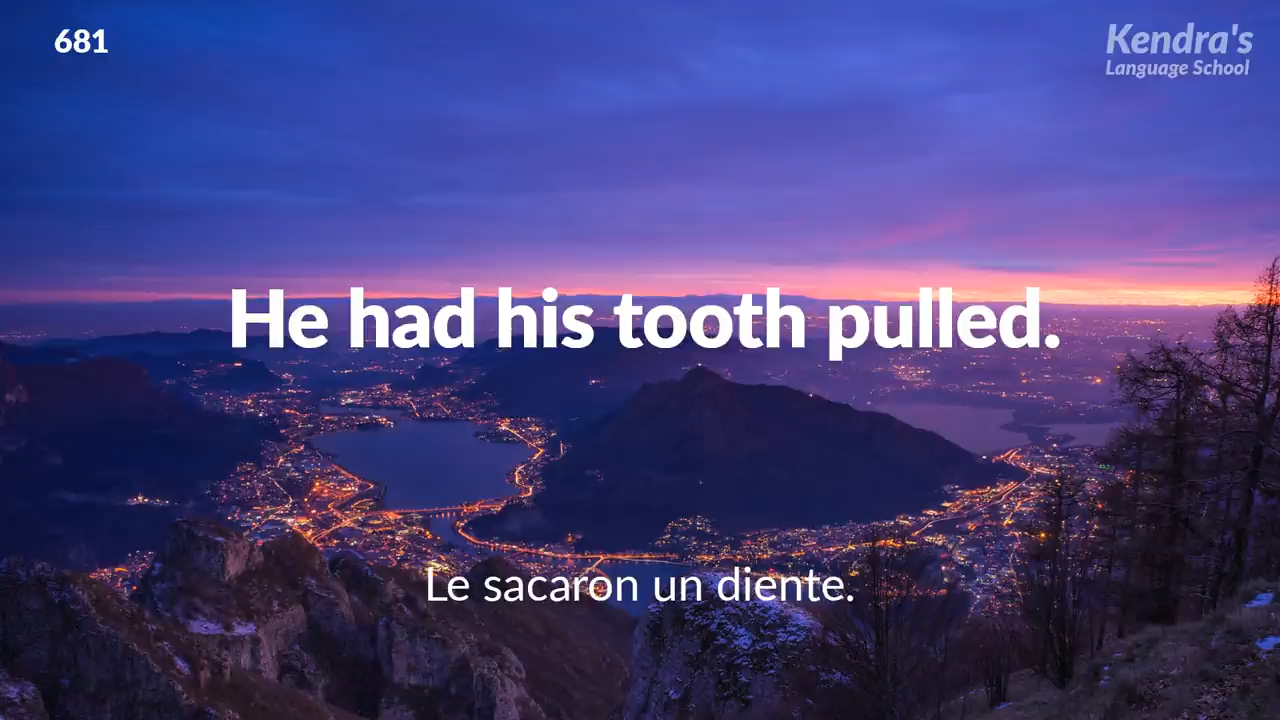 681
Kendra's
Language School
He had his tooth pulled.
Le sacaron un diente.